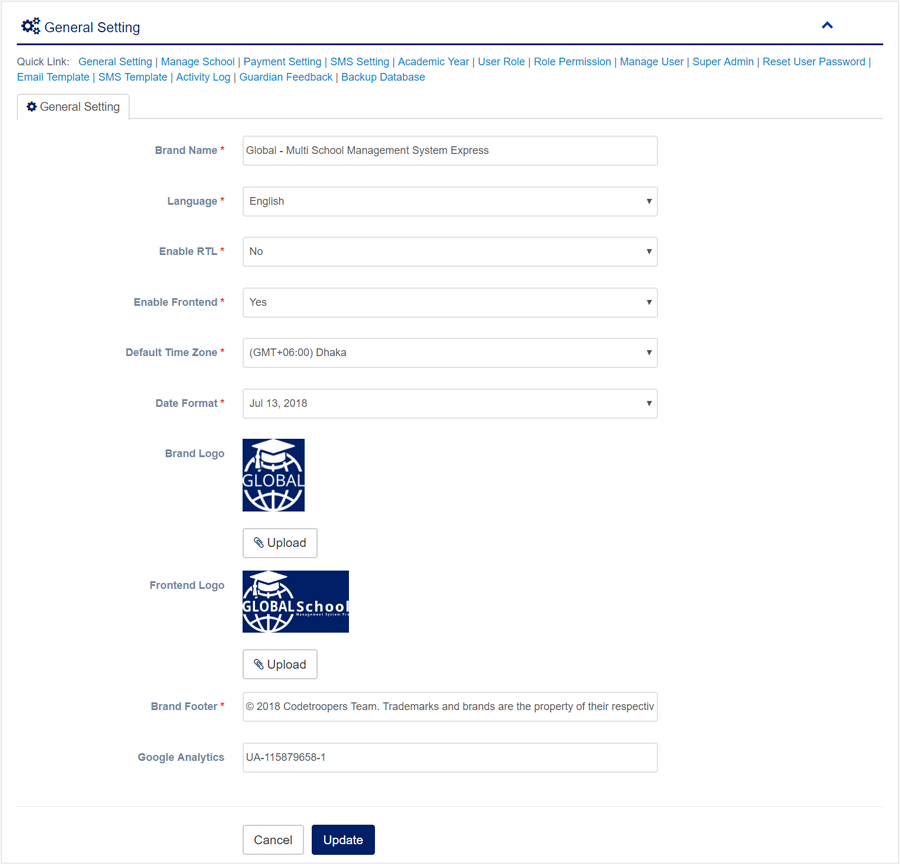 General Setting
Quick Link: General Setting | Manage School | Payment Setting | SMS Setting | Academic Year | User Role | Role Permission | Manage User | Super Admin | Reset User Password |
Email Template | SMS Template | Activity Log | Guardian Feedback | Backup Database
General Setting
Brand Name * Global - Multi School Management System Express
Language * English
Enable RTL * No
Enable Frontend * Yes
Default Time Zone * (GMT+06:00) Dhaka
Date Format * Jul 13, 2018
Brand Logo
GLOBAL
Upload
Frontend Logo
GLOBAL School
Management System Pr
Upload
Brand Footer * © 2018 Codetroopers Team. Trademarks and brands are the property of their respectiv
Google Analytics UA-115879658-1
Cancel Update